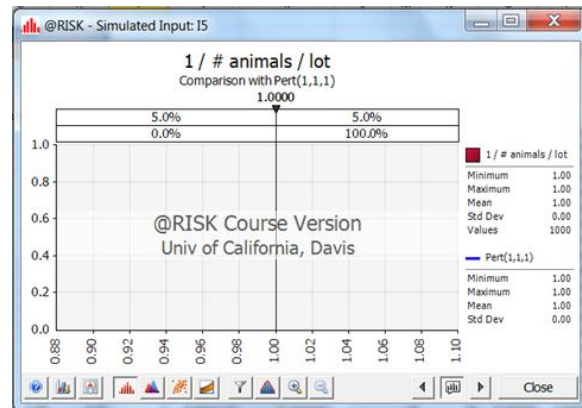 @RISK - Simulated Input: I5
1 / # animals / lot
Comparison with Pert(1,1,1)
1.0000
5.0% 5.0%
0.0% 100.0%
1.0
0.8
0.6
0.4
0.2
0.0
@RISK Course Version
Univ of California, Davis
0.88 0.90 0.92 0.94 0.96 0.98 1.00 1.02 1.04 1.06 1.08 1.10
1 / # animals / lot
Minimum 1.00
Maximum 1.00
Mean 1.00
Std Dev 0.00
Values 1000
Pert(1,1,1)
Minimum 1.00
Maximum 1.00
Mean 1.00
Std Dev 0.00
Close